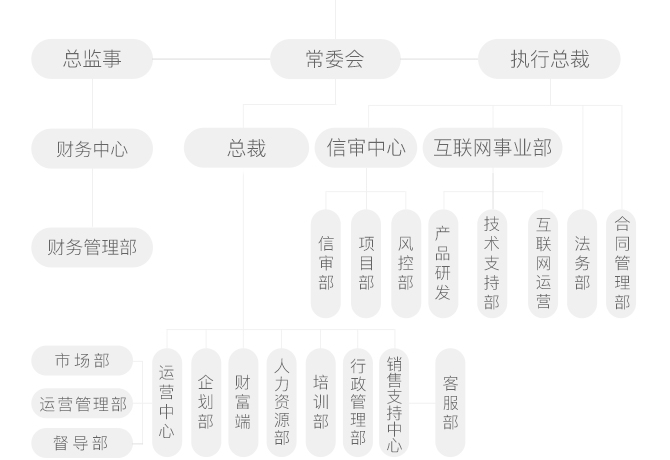 总监事
常委会
执行总裁
财务中心
总裁
信审中心
互联网事业部
财务管理部
信审部
项目部
风控部
产品研发
技术支持部
互联网运营
法务部
合同管理部
市场部
运营管理部
督导部
运营中心
企划部
财富端
人力资源部
培训部
行政管理部
销售支持中心
客服部